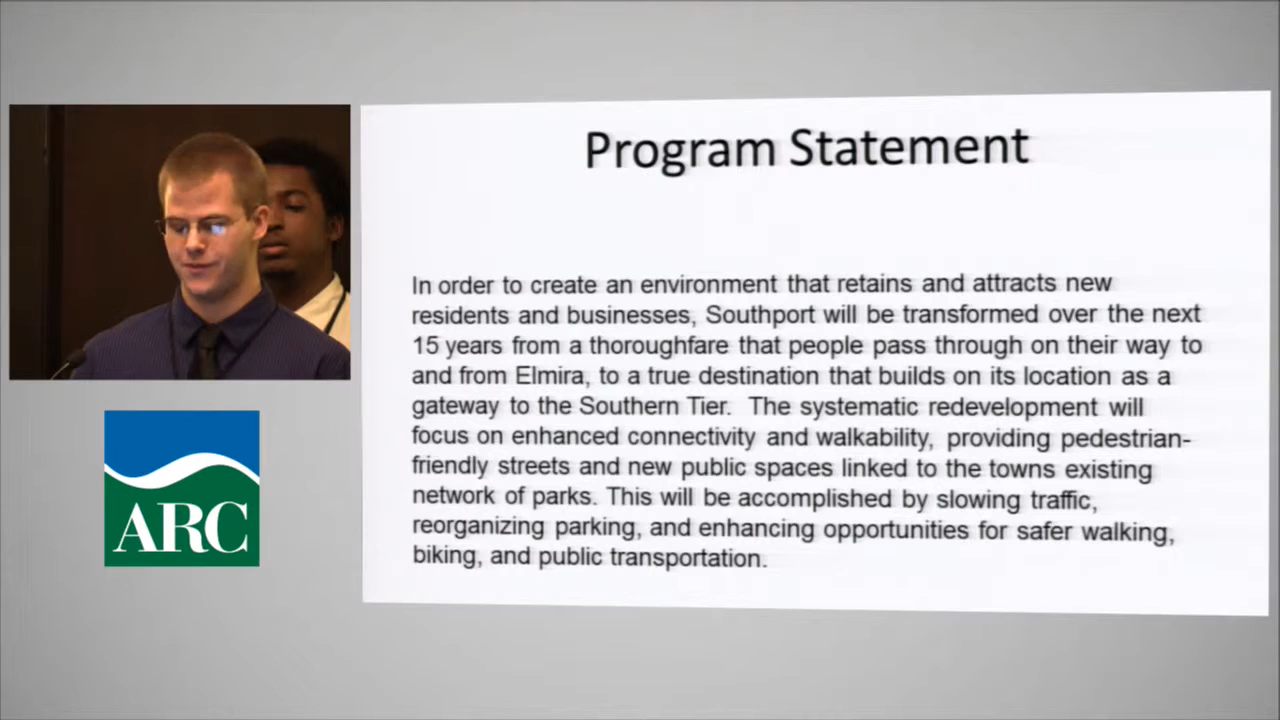 Program Statement
In order to create an environment that retains and attracts new
residents and businesses, Southport will be transformed over the next
15 years from a thoroughfare that people pass through on their way to
and from Elmira, to a true destination that builds on its location as a
gateway to the Southern Tier. The systematic redevelopment will
focus on enhanced connectivity and walkability, providing pedestrian-
friendly streets and new public spaces linked to the towns existing
network of parks. This will be accomplished by slowing traffic,
reorganizing parking, and enhancing opportunities for safer walking,
biking, and public transportation.
ARC